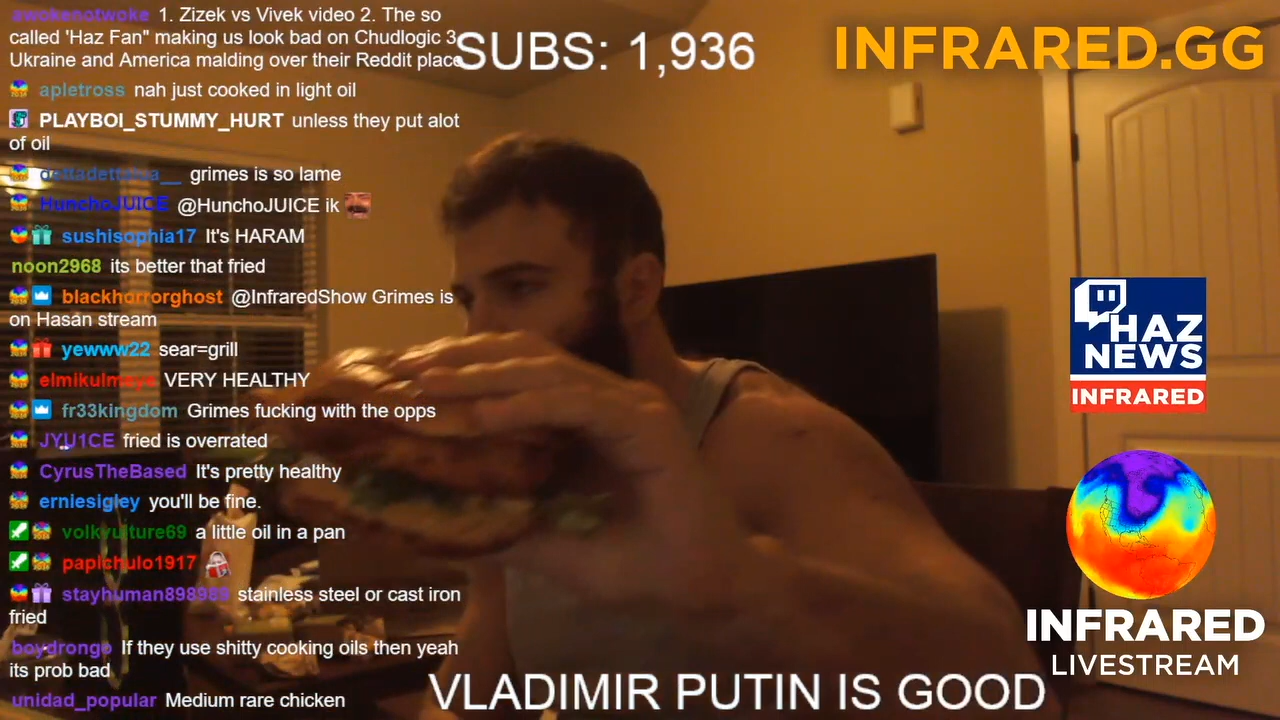 awokenotwoke 1. Zizek vs Vivek video 2. The so
called 'Haz Fan" making us look bad on Chudlogic 3.
Ukraine and America malding over their Reddit place
SUBS: 1,936
INFRARED.GG
apletross nah just cooked in light oil
PLAYBOI_STUMMY_HURT unless they put alot
of oil
grimes is so lame
HunchoJUICE @HunchoJUICE ik
sushisophia17 It's HARAM
noon2968 its better that fried
blackhorrorghost @InfraredShow Grimes is
on Hasan stream
yewww22 sear=grill
VERY HEALTHY
fr33kingdom Grimes fucking with the opps
JYU1CE fried is overrated
CyrusTheBased It's pretty healthy
erniesigley you'll be fine.
volkvulture69 a little oil in a pan
papichulo1917
stayhuman898989 stainless steel or cast iron
fried
boydrongo If they use shitty cooking oils then yeah
its prob bad
unidad_popular Medium rare chicken
HAZ
NEWS
INFRARED
INFRARED
LIVESTREAM
VLADIMIR PUTIN IS GOOD